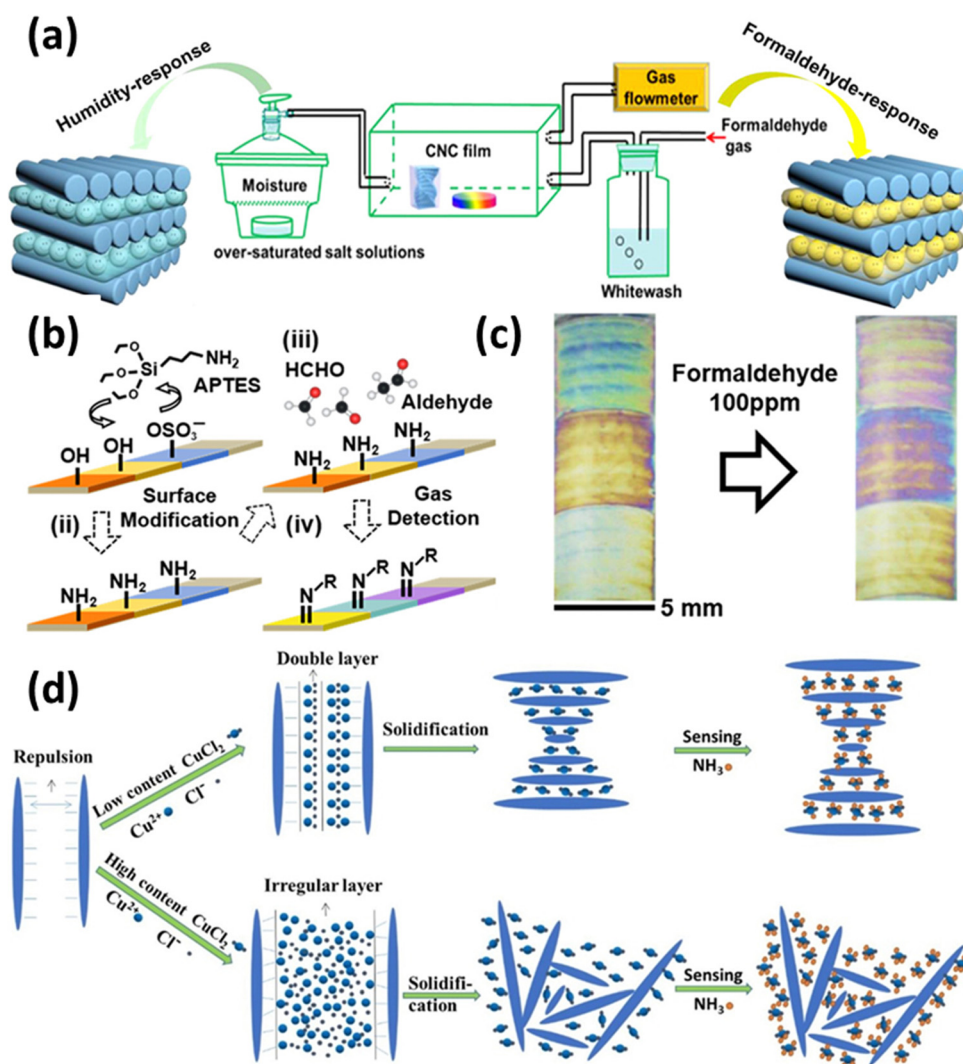 (a)
Humidity-response
Moisture
over-saturated salt solutions
CNC film
Gas
flowmeter
Formaldehyde
gas
Whitewash
Formaldehyde-response
(b)
Si
O
O
O
NH2
APTES
OH
OH
OSO3−
(ii)
Surface
Modification
NH2
NH2
NH2
(iii)
HCHO
Aldehyde
NH2
NH2
NH2
(iv)
Gas
Detection
N
R
N
R
N
R
(c)
Formaldehyde
100ppm
5 mm
(d)
Repulsion
Low content CuCl2
Cu2+
Cl-
Double layer
Solidification
Sensing
NH3
High content CuCl2
Cu2+
Cl-
Irregular layer
Solidifi-
cation
Sensing
NH3